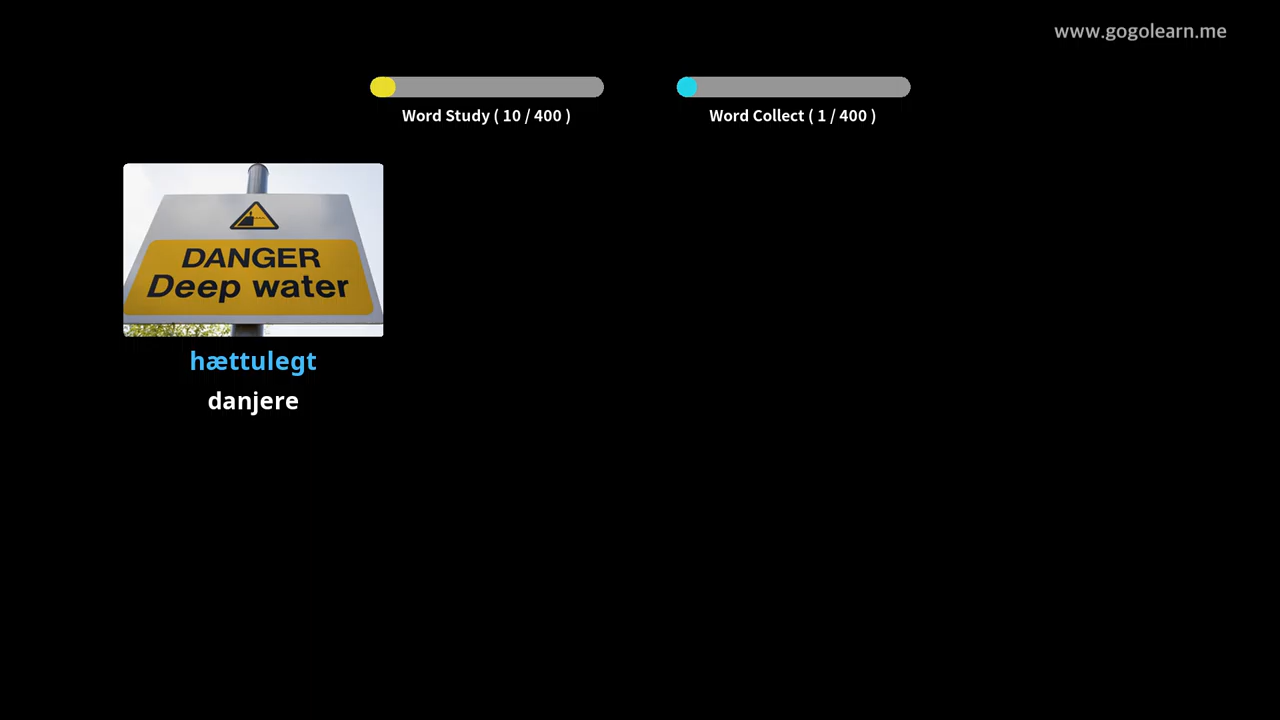 www.gogolearn.me
Word Study ( 10 / 400 )
Word Collect ( 1 / 400 )
DANGER
Deep water
hættulegt
danjere